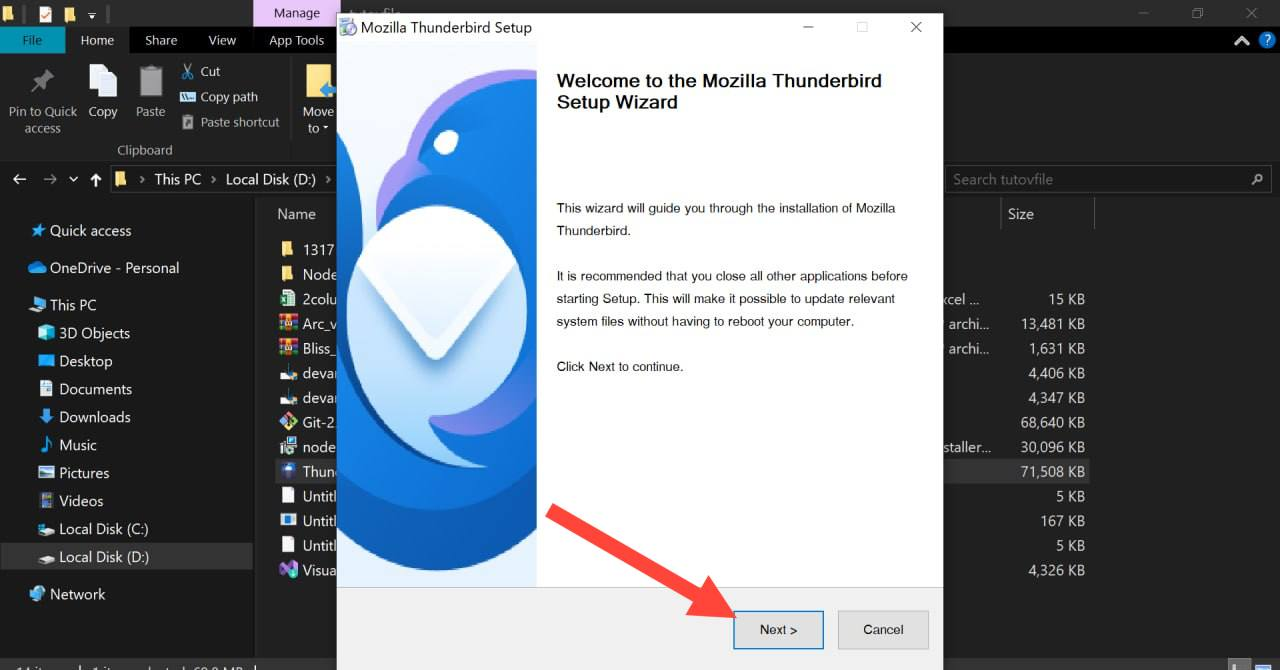 Manage
File
Home
Share
View
App Tools
Pin to Quick
access
Copy
Paste
Cut
Copy path
Paste shortcut
Move
to
Clipboard
This PC > Local Disk (D:) >
Search tutovfile
Quick access
OneDrive - Personal
This PC
3D Objects
Desktop
Documents
Downloads
Music
Pictures
Videos
Local Disk (C:)
Local Disk (D:)
Network
Name
Size
1317
Node
2colu
Arc_v
Bliss_
devar
devar
Git-2.
node
Thun
Untitl
Untitl
Untitl
Visua
xcel ...
archi...
archi...
staller...
15 KB
13,481 KB
1,631 KB
4,406 KB
4,347 KB
68,640 KB
30,096 KB
71,508 KB
5 KB
167 KB
5 KB
4,326 KB
Mozilla Thunderbird Setup
Welcome to the Mozilla Thunderbird
Setup Wizard
This wizard will guide you through the installation of Mozilla
Thunderbird.
It is recommended that you close all other applications before
starting Setup. This will make it possible to update relevant
system files without having to reboot your computer.
Click Next to continue.
Next >
Cancel